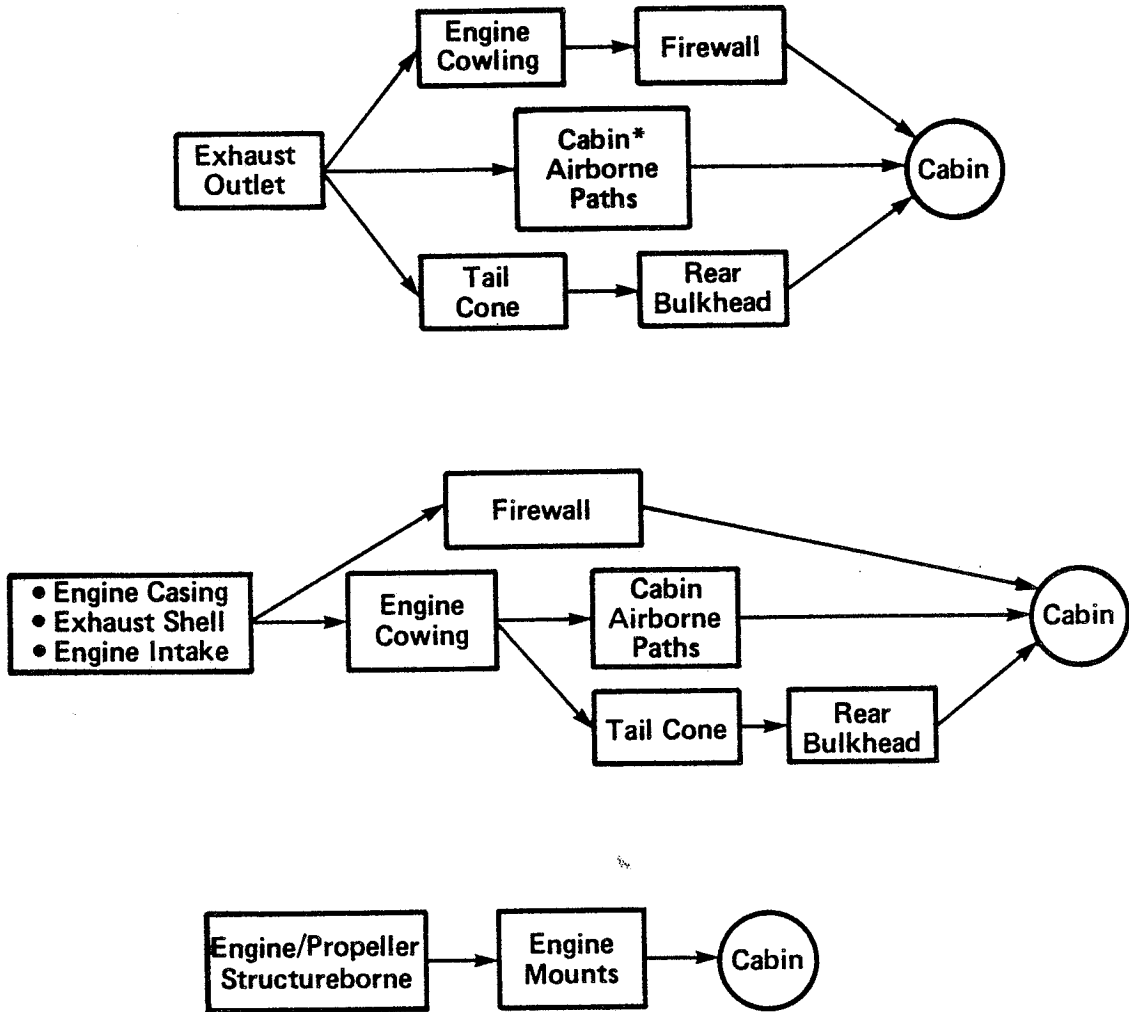 Engine
Cowling
Firewall
Exhaust
Outlet
Cabin*
Airborne
Paths
Cabin
Tail
Cone
Rear
Bulkhead
Firewall
• Engine Casing
• Exhaust Shell
• Engine Intake
Engine
Cowing
Cabin
Airborne
Paths
Cabin
Tail Cone
Rear
Bulkhead
Engine/Propeller
Structureborne
Engine
Mounts
Cabin